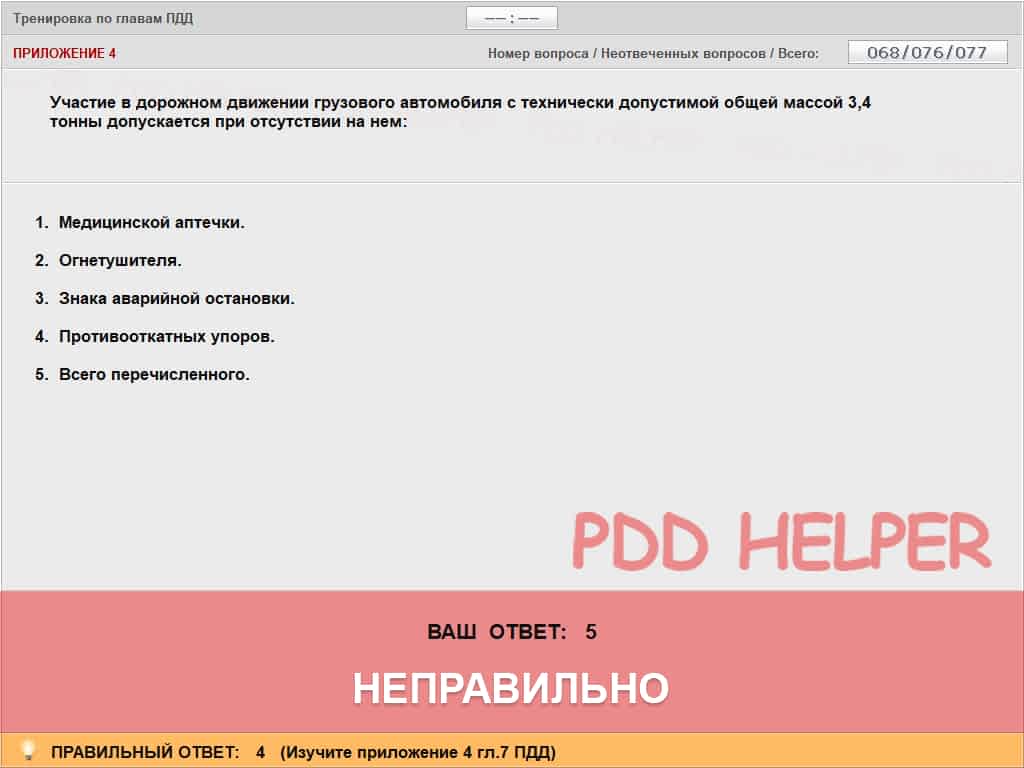 Тренировка по главам ПДД
—— : ——
ПРИЛОЖЕНИЕ 4
Номер вопроса / Неотвеченных вопросов / Всего:
068/076/077
Участие в дорожном движении грузового автомобиля с технически допустимой общей массой 3,4
тонны допускается при отсутствии на нем:
1. Медицинской аптечки.
2. Огнетушителя.
3. Знака аварийной остановки.
4. Противооткатных упоров.
5. Всего перечисленного.
PDD HELPER
ВАШ ОТВЕТ: 5
НЕПРАВИЛЬНО
ПРАВИЛЬНЫЙ ОТВЕТ: 4 (Изучите приложение 4 гл.7 ПДД)